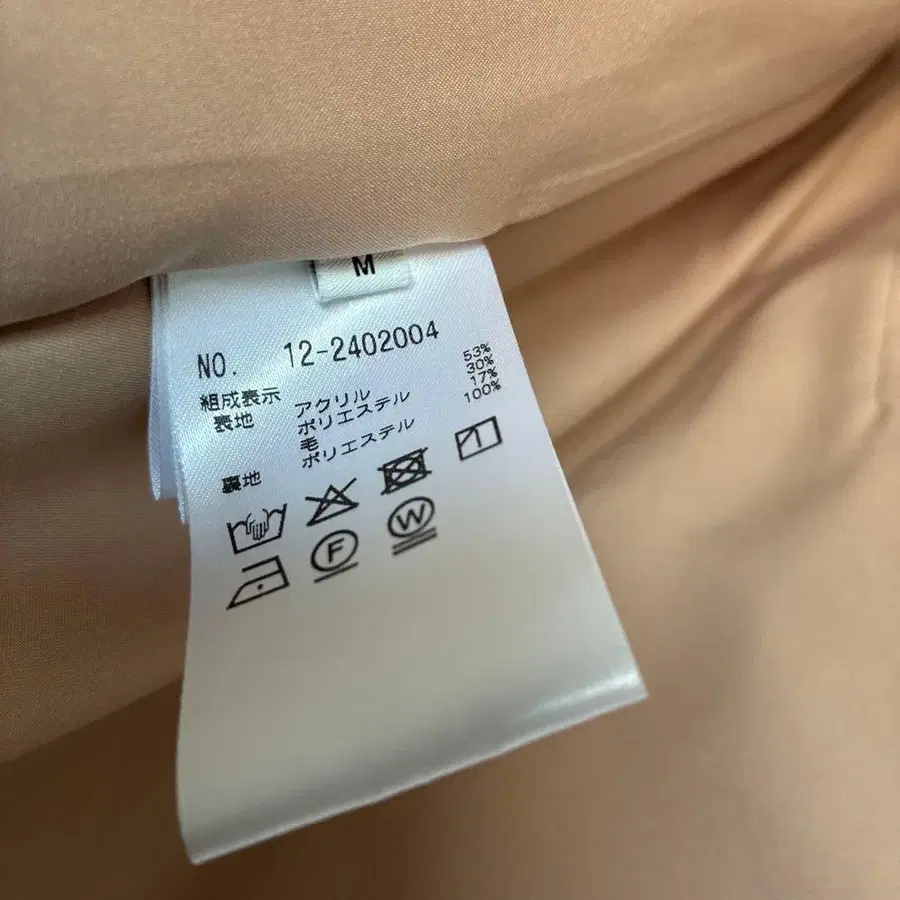 M
NO. 12-2402004
組成表示
表地 アクリル 53%
ポリエステル 30%
毛 17%
裏地 ポリエステル 100%
F W